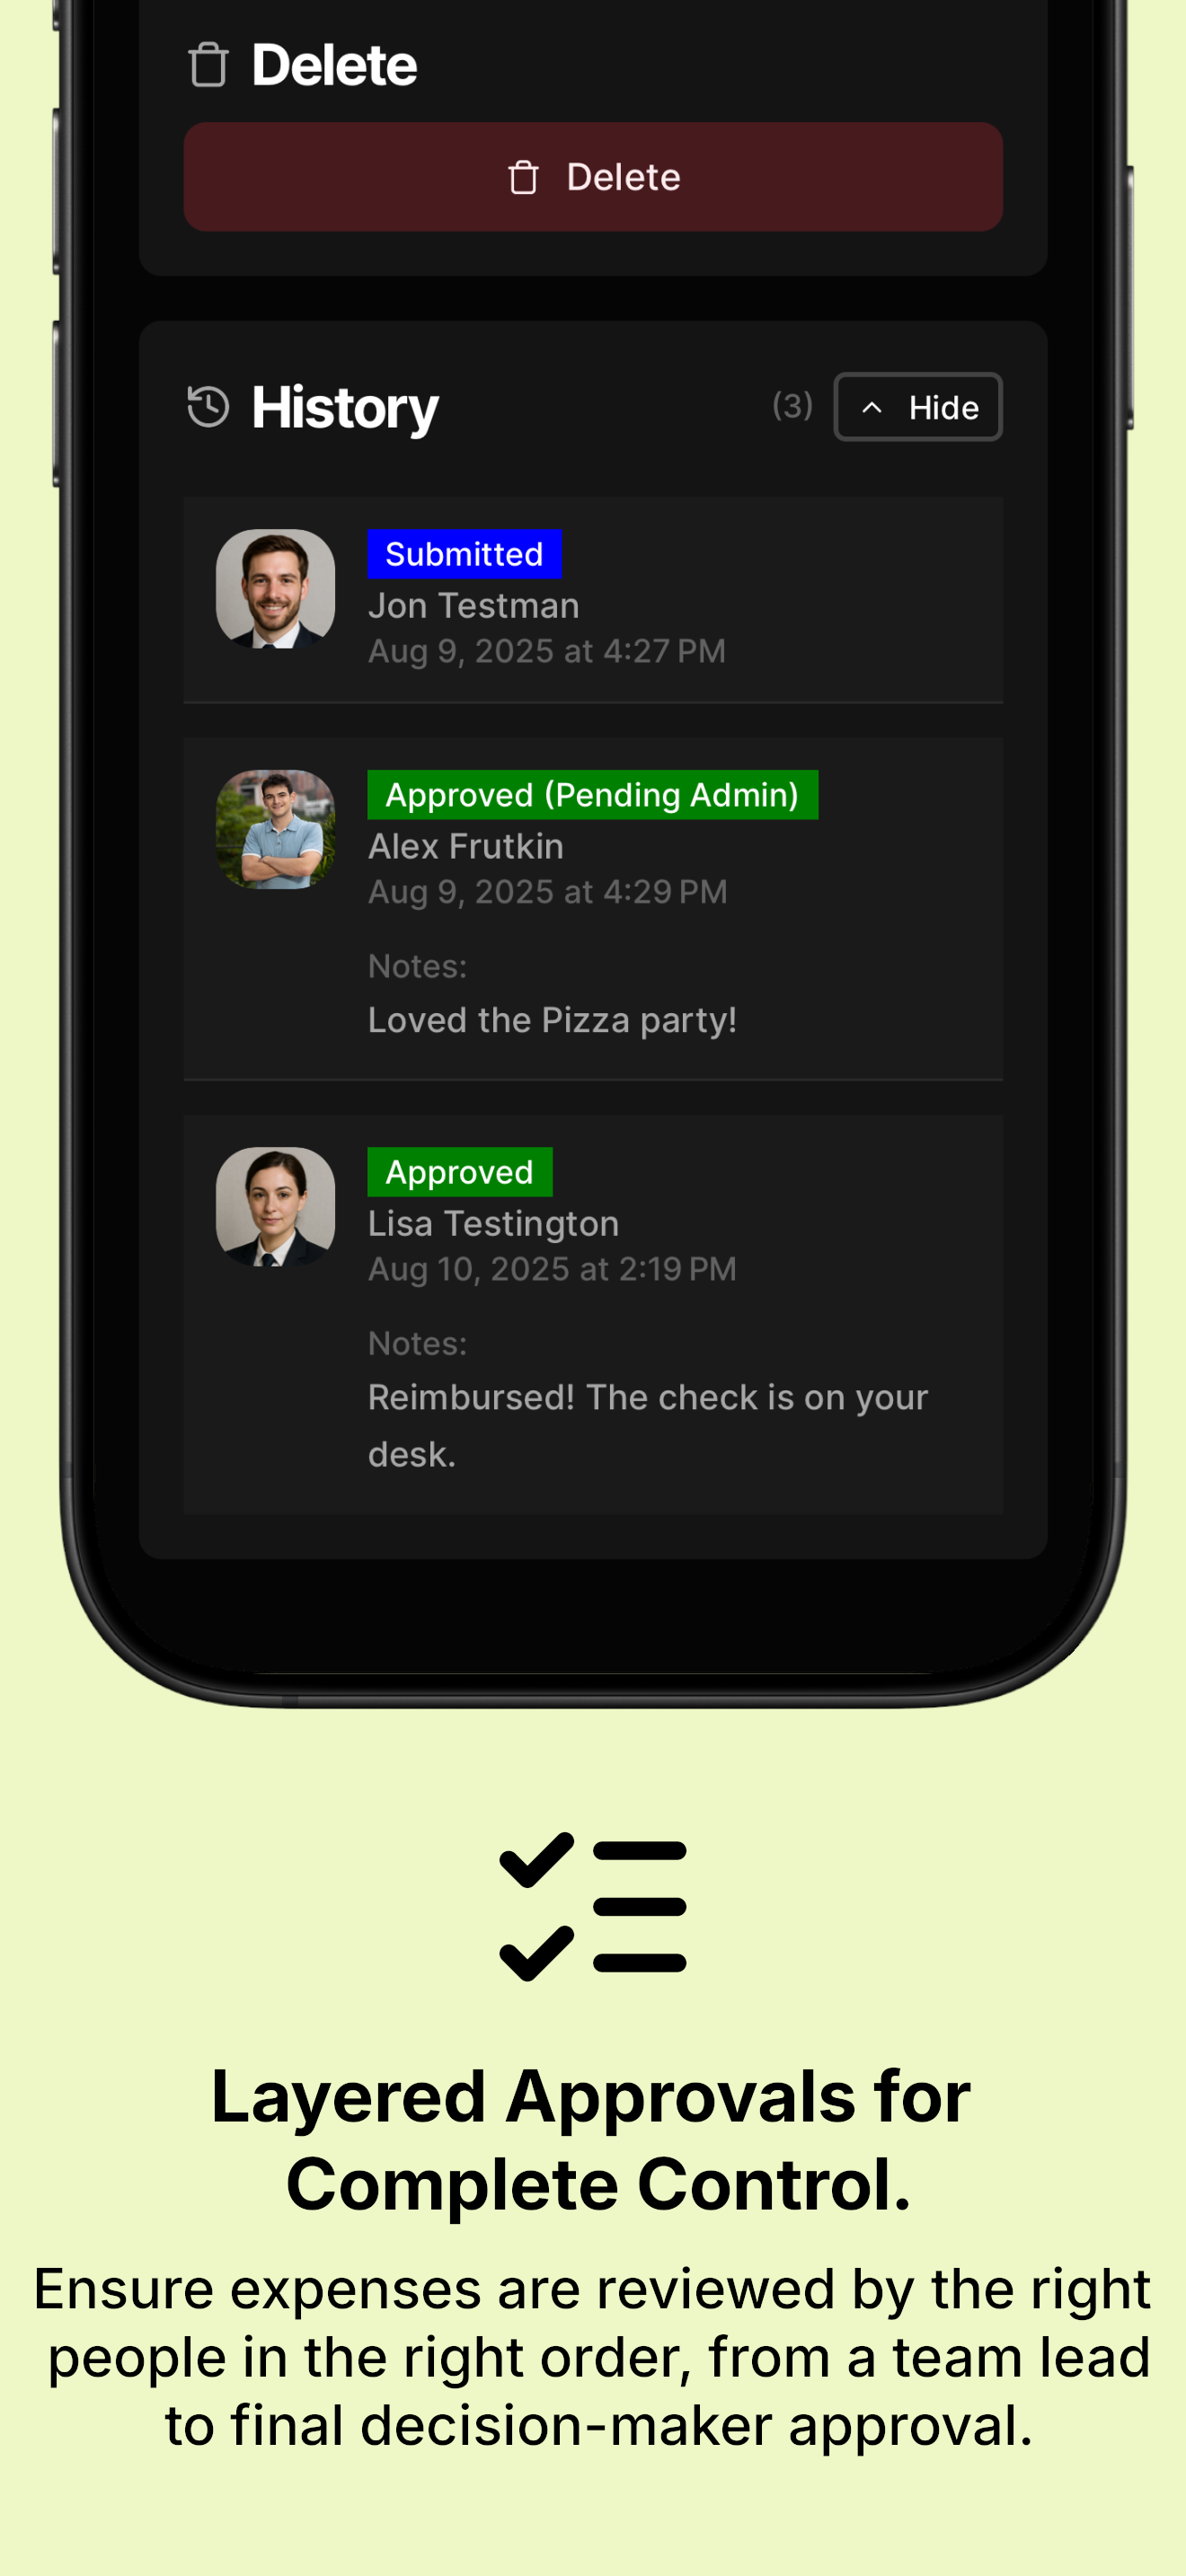 Delete
Delete
History
(3)
Hide
Submitted
Jon Testman
Aug 9, 2025 at 4:27 PM
Approved (Pending Admin)
Alex Frutkin
Aug 9, 2025 at 4:29 PM
Notes:
Loved the Pizza party!
Approved
Lisa Testington
Aug 10, 2025 at 2:19 PM
Notes:
Reimbursed! The check is on your
desk.
Layered Approvals for
Complete Control.
Ensure expenses are reviewed by the right
people in the right order, from a team lead
to final decision-maker approval.